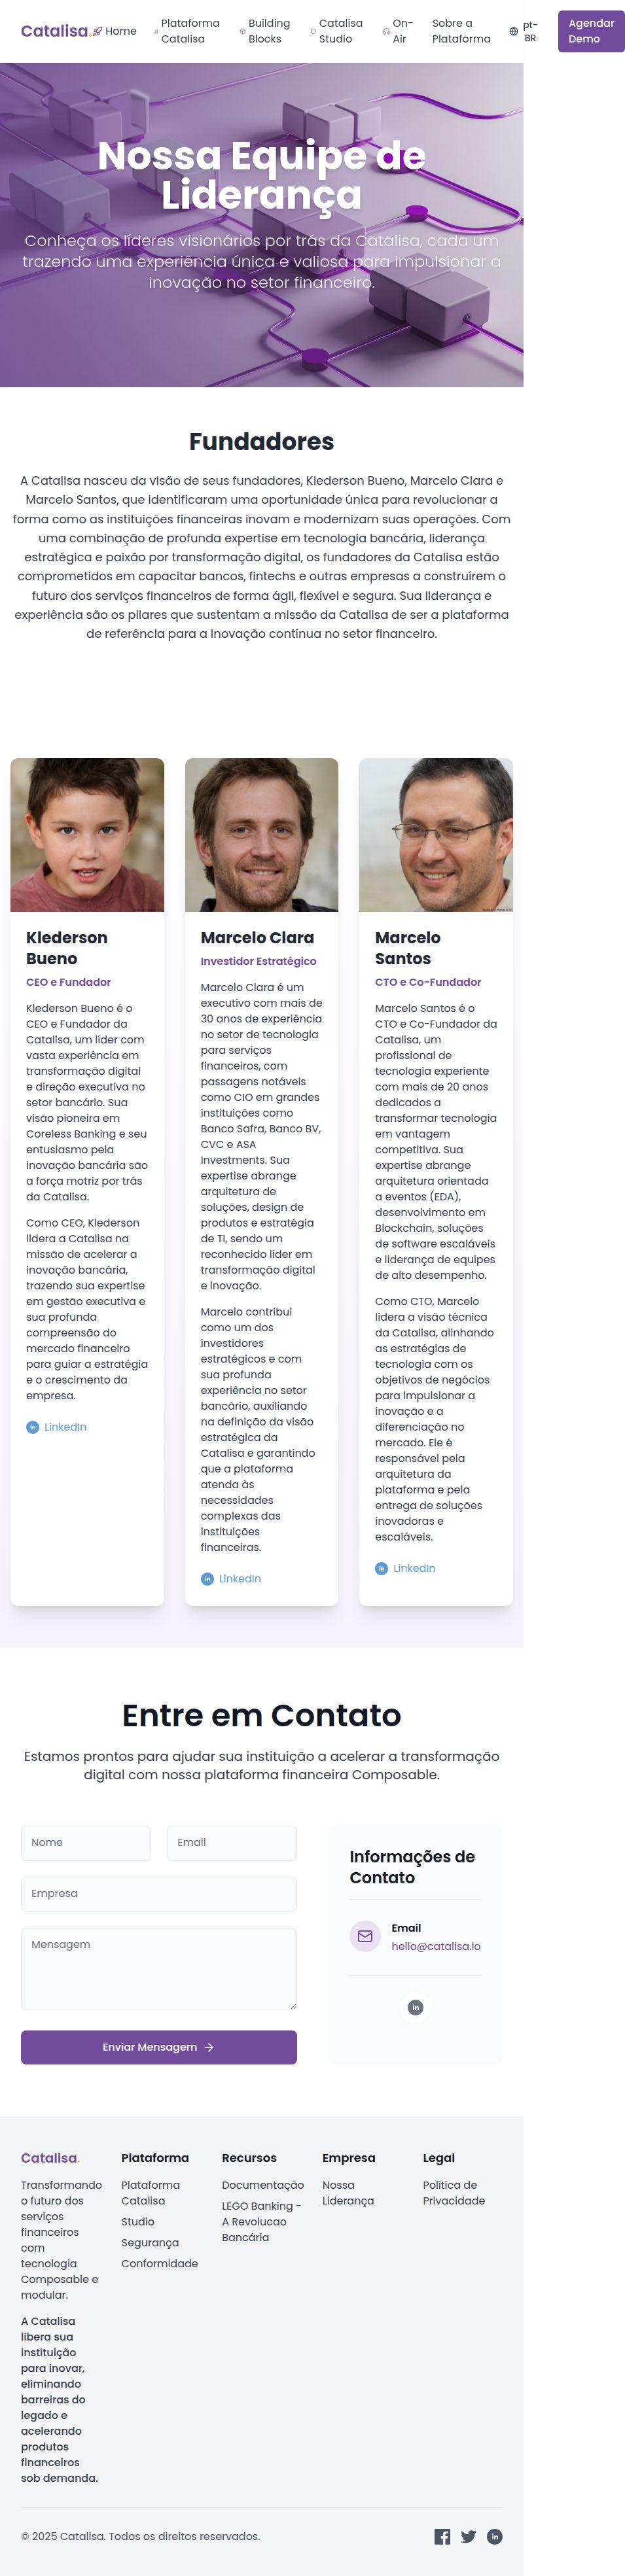 Catalisa.
Home
Plataforma
Catalisa
Building
Blocks
Catalisa
Studio
On-
Air
Sobre a
Plataforma
pt-
BR
Agendar
Demo
Nossa Equipe de
Liderança
Conheça os líderes visionários por trás da Catalisa, cada um
trazendo uma experiência única e valiosa para impulsionar a
inovação no setor financeiro.
Fundadores
A Catalisa nasceu da visão de seus fundadores, Klederson Bueno, Marcelo Clara e
Marcelo Santos, que identificaram uma oportunidade única para revolucionar a
forma como as instituições financeiras inovam e modernizam suas operações. Com
uma combinação de profunda expertise em tecnologia bancária, liderança
estratégica e paixão por transformação digital, os fundadores da Catalisa estão
comprometidos em capacitar bancos, fintechs e outras empresas a construírem o
futuro dos serviços financeiros de forma ágil, flexível e segura. Sua liderança e
experiência são os pilares que sustentam a missão da Catalisa de ser a plataforma
de referência para a inovação contínua no setor financeiro.
Klederson
Bueno
CEO e Fundador
Klederson Bueno é o
CEO e Fundador da
Catalisa, um líder com
vasta experiência em
transformação digital
e direção executiva no
setor bancário. Sua
visão pioneira em
Coreless Banking e seu
entusiasmo pela
inovação bancária são
a força motriz por trás
da Catalisa.
Como CEO, Klederson
lidera a Catalisa na
missão de acelerar a
inovação bancária,
trazendo sua expertise
em gestão executiva e
sua profunda
compreensão do
mercado financeiro
para guiar a estratégia
e o crescimento da
empresa.
LinkedIn
Marcelo Clara
Investidor Estratégico
Marcelo Clara é um
executivo com mais de
30 anos de experiência
no setor de tecnologia
para serviços
financeiros, com
passagens notáveis
como CIO em grandes
instituições como
Banco Safra, Banco BV,
CVC e ASA
Investments. Sua
expertise abrange
arquitetura de
soluções, design de
produtos e estratégia
de TI, sendo um
reconhecido líder em
transformação digital
e inovação.
Marcelo contribui
como um dos
investidores
estratégicos e com
sua profunda
experiência no setor
bancário, auxiliando
na definição da visão
estratégica da
Catalisa e garantindo
que a plataforma
atenda às
necessidades
complexas das
instituições
financeiras.
LinkedIn
Marcelo
Santos
CTO e Co-Fundador
Marcelo Santos é o
CTO e Co-Fundador da
Catalisa, um
profissional de
tecnologia experiente
com mais de 20 anos
dedicados a
transformar tecnologia
em vantagem
competitiva. Sua
expertise abrange
arquitetura orientada
a eventos (EDA),
desenvolvimento em
Blockchain, soluções
de software escaláveis
e liderança de equipes
de alto desempenho.
Como CTO, Marcelo
lidera a visão técnica
da Catalisa, alinhando
as estratégias de
tecnologia com os
objetivos de negócios
para impulsionar a
inovação e a
diferenciação no
mercado. Ele é
responsável pela
arquitetura da
plataforma e pela
entrega de soluções
inovadoras e
escaláveis.
LinkedIn
Entre em Contato
Estamos prontos para ajudar sua instituição a acelerar a transformação
digital com nossa plataforma financeira Composable.
Nome
Email
Empresa
Mensagem
Enviar Mensagem
Informações de
Contato
Email
hello@catalisa.io
Catalisa.
Transformando
o futuro dos
serviços
financeiros
com
tecnologia
Composable e
modular.
A Catalisa
libera sua
instituição
para inovar,
eliminando
barreiras do
legado e
acelerando
produtos
financeiros
sob demanda.
Plataforma
Plataforma
Catalisa
Studio
Segurança
Conformidade
Recursos
Documentação
LEGO Banking -
A Revolucao
Bancária
Empresa
Nossa
Liderança
Legal
Política de
Privacidade
© 2025 Catalisa. Todos os direitos reservados.